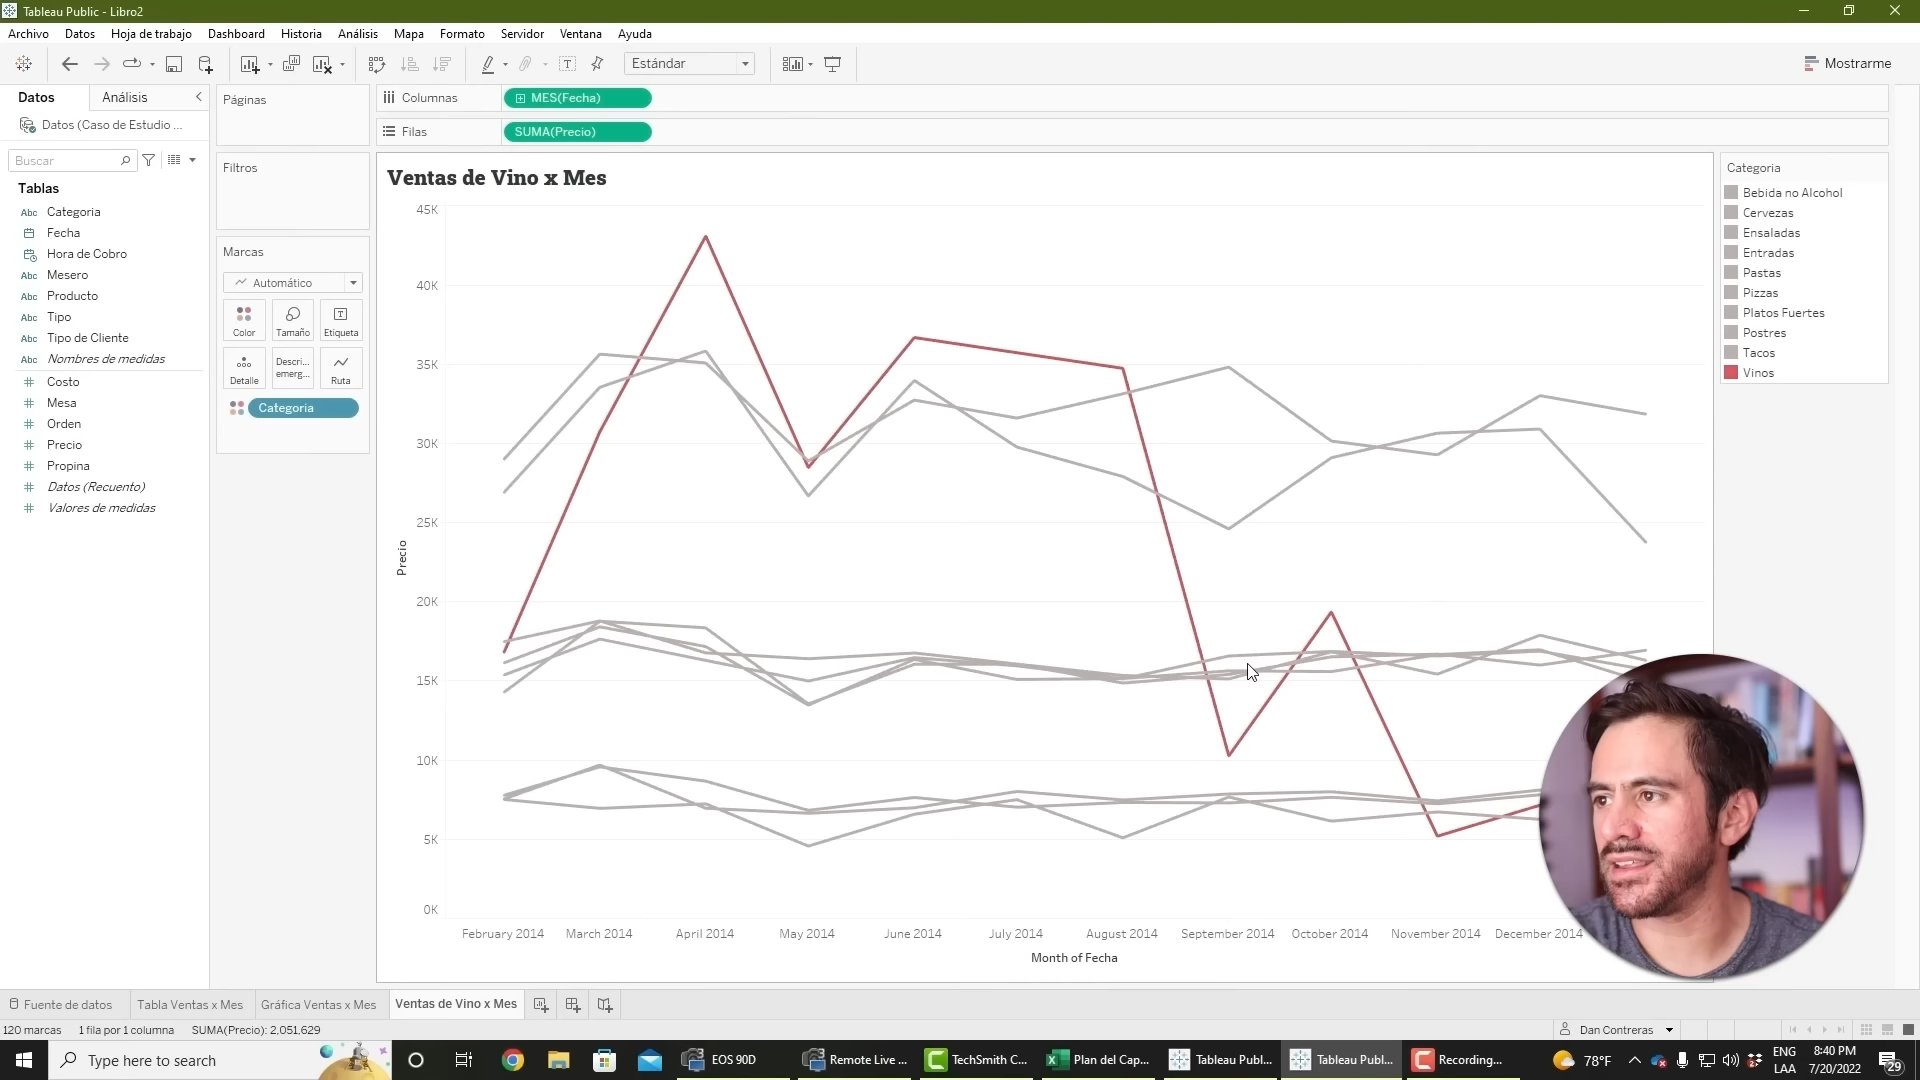 Tableau Public - Libro2
Archivo Datos Hoja de trabajo Dashboard Historia Análisis Mapa Formato Servidor Ventana Ayuda
Estándar
Mostrarme
Datos Análisis
Datos (Caso de Estudio ...
Buscar
Tablas
Abc Categoria
Fecha
Hora de Cobro
Abc Mesero
Abc Producto
Abc Tipo
Abc Tipo de Cliente
Abc Nombres de medidas
Costo
Mesa
Orden
Precio
Propina
Datos (Recuento)
Valores de medidas
Páginas
Filtros
Marcas
Automático
Color Tamaño Etiqueta
Detalle Descri... emerg... Ruta
Categoria
Columnas MES(Fecha)
Filas SUMA(Precio)
Ventas de Vino x Mes
45K
40K
35K
30K
25K
20K
15K
10K
5K
0K
Precio
February 2014 March 2014 April 2014 May 2014 June 2014 July 2014 August 2014 September 2014 October 2014 November 2014 December 2014
Month of Fecha
Categoria
Bebida no Alcohol
Cervezas
Ensaladas
Entradas
Pastas
Pizzas
Platos Fuertes
Postres
Tacos
Vinos
Fuente de datos Tabla Ventas x Mes Gráfica Ventas x Mes Ventas de Vino x Mes
120 marcas 1 fila por 1 columna SUMA(Precio): 2,051,629
Dan Contreras
Type here to search
EOS 90D Remote Live ... TechSmith C... Plan del Cap... Tableau Publ... Tableau Publ... Recording...
78°F
ENG
LAA
8:40 PM
7/20/2022
29